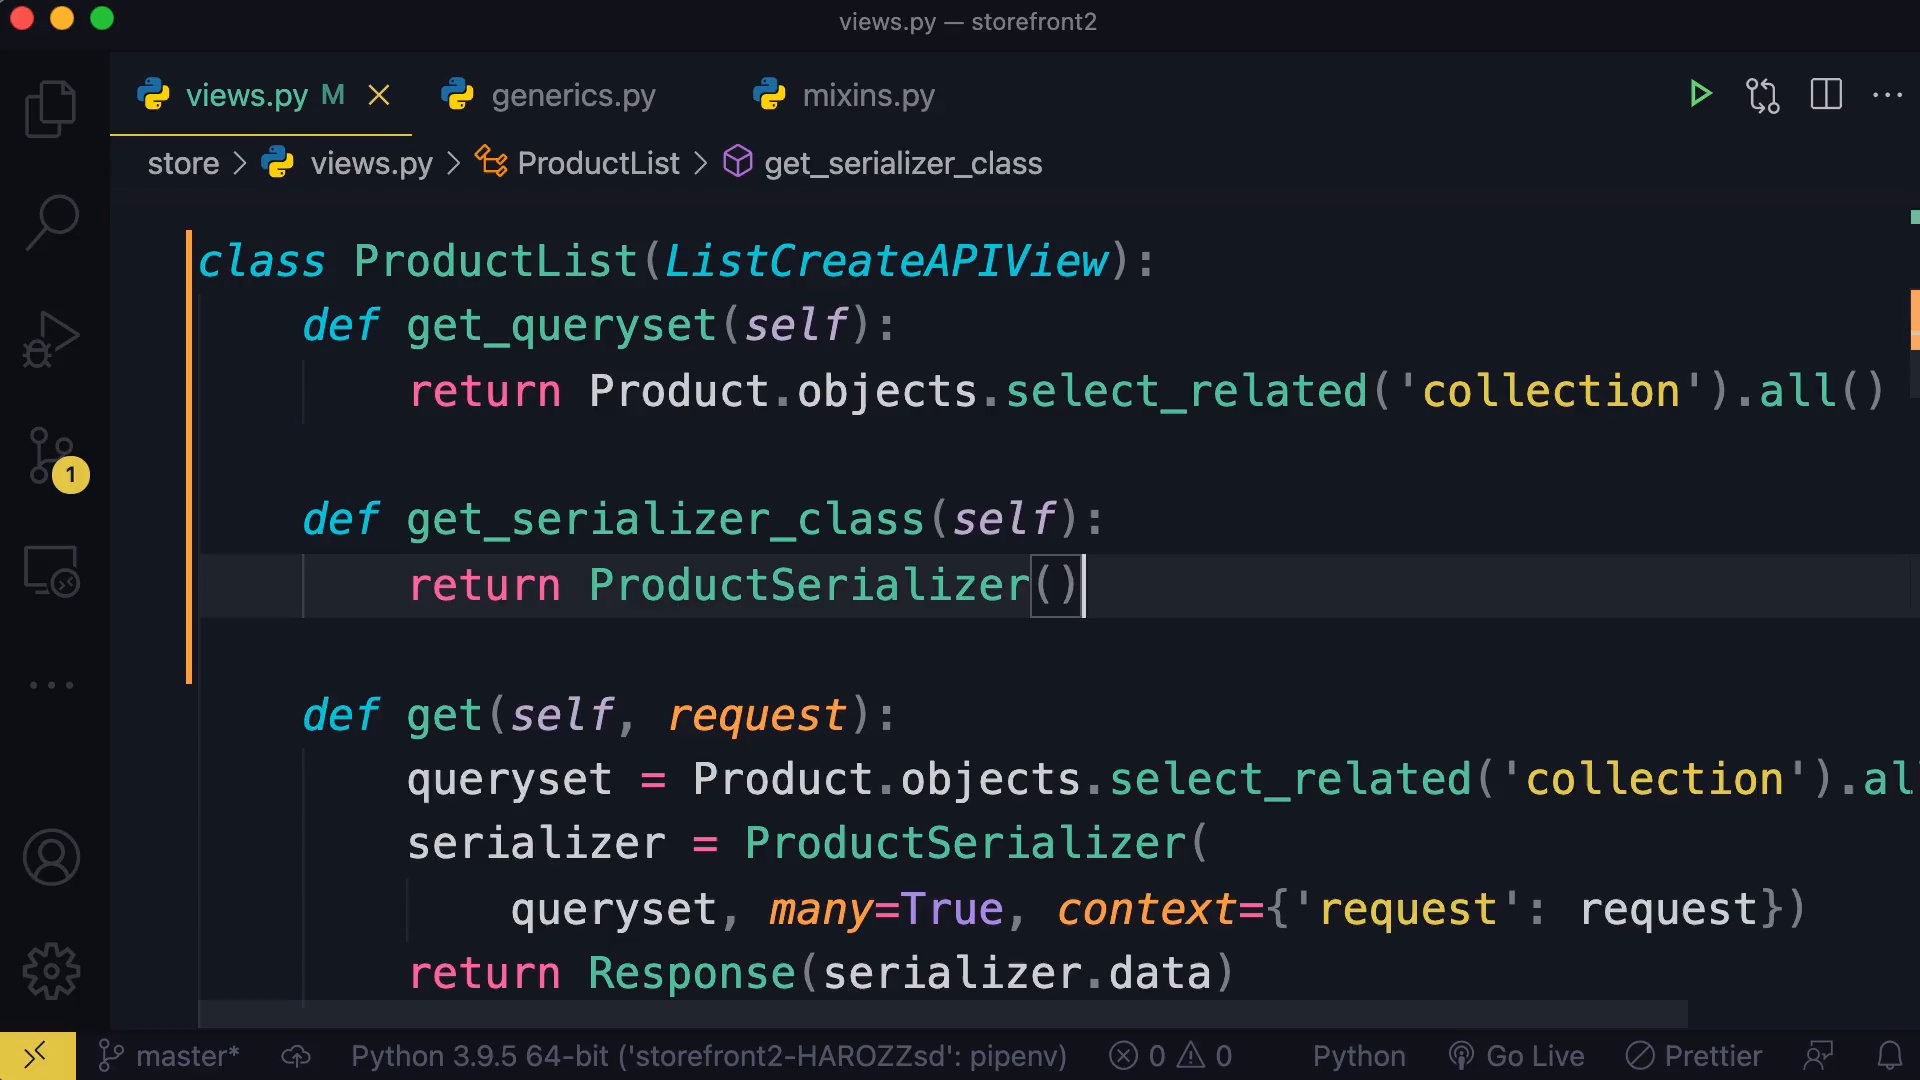 views.py — storefront2
views.py M
generics.py
mixins.py
store > views.py > ProductList > get_serializer_class
class ProductList(ListCreateAPIView):
def get_queryset(self):
return Product.objects.select_related('collection').all()
def get_serializer_class(self):
return ProductSerializer()
1
def get(self, request):
queryset = Product.objects.select_related('collection').al
serializer = ProductSerializer(
queryset, many=True, context={'request': request})
return Response(serializer.data)
master* Python 3.9.5 64-bit ('storefront2-HAROZZsd': pipenv) 0 0 Python Go Live Prettier